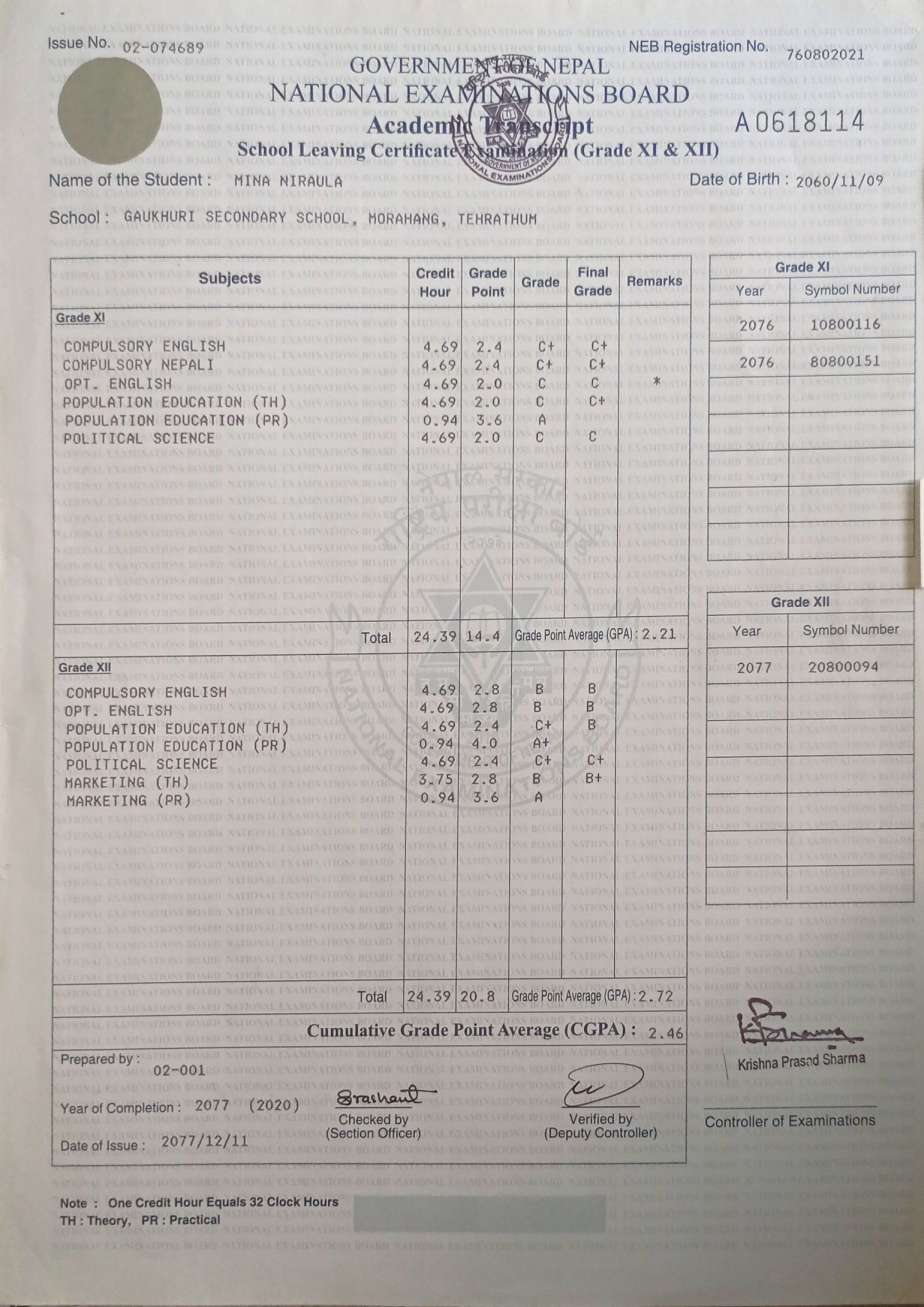 Issue No. 02-074689
NEB Registration No. 760802021
GOVERNMENT OF NEPAL
NATIONAL EXAMINATIONS BOARD
Academic Transcript
A0618114
School Leaving Certificate Examination (Grade XI & XII)
Name of the Student : MINA NIRAULA
Date of Birth : 2060/11/09
School : GAUKHURI SECONDARY SCHOOL, MORAHANG, TEHRATHUM
Subjects Credit Hour Grade Point Grade Final Grade Remarks
Grade XI
COMPULSORY ENGLISH 4.69 2.4 C+ C+
COMPULSORY NEPALI 4.69 2.4 C+ C+
OPT. ENGLISH 4.69 2.0 C C *
POPULATION EDUCATION (TH) 4.69 2.0 C C+
POPULATION EDUCATION (PR) 0.94 3.6 A
POLITICAL SCIENCE 4.69 2.0 C C
Total 24.39 14.4 Grade Point Average (GPA) : 2.21
Grade XII
COMPULSORY ENGLISH 4.69 2.8 B B
OPT. ENGLISH 4.69 2.8 B B
POPULATION EDUCATION (TH) 4.69 2.4 C+ B
POPULATION EDUCATION (PR) 0.94 4.0 A+
POLITICAL SCIENCE 4.69 2.4 C+ C+
MARKETING (TH) 3.75 2.8 B B+
MARKETING (PR) 0.94 3.6 A
Total 24.39 20.8 Grade Point Average (GPA) : 2.72
Cumulative Grade Point Average (CGPA) : 2.46
Grade XI
Year Symbol Number
2076 10800116
2076 80800151
Grade XII
Year Symbol Number
2077 20800094
नेपाल सरकार
राष्ट्रिय परीक्षा बोर्ड
NATIONAL EXAMINATIONS BOARD
Prepared by :
02-001
Year of Completion : 2077 (2020)
Date of Issue : 2077/12/11
Prashant
Checked by
(Section Officer)
Verified by
(Deputy Controller)
Krishna Prasad Sharma
Controller of Examinations
Note : One Credit Hour Equals 32 Clock Hours
TH : Theory, PR : Practical